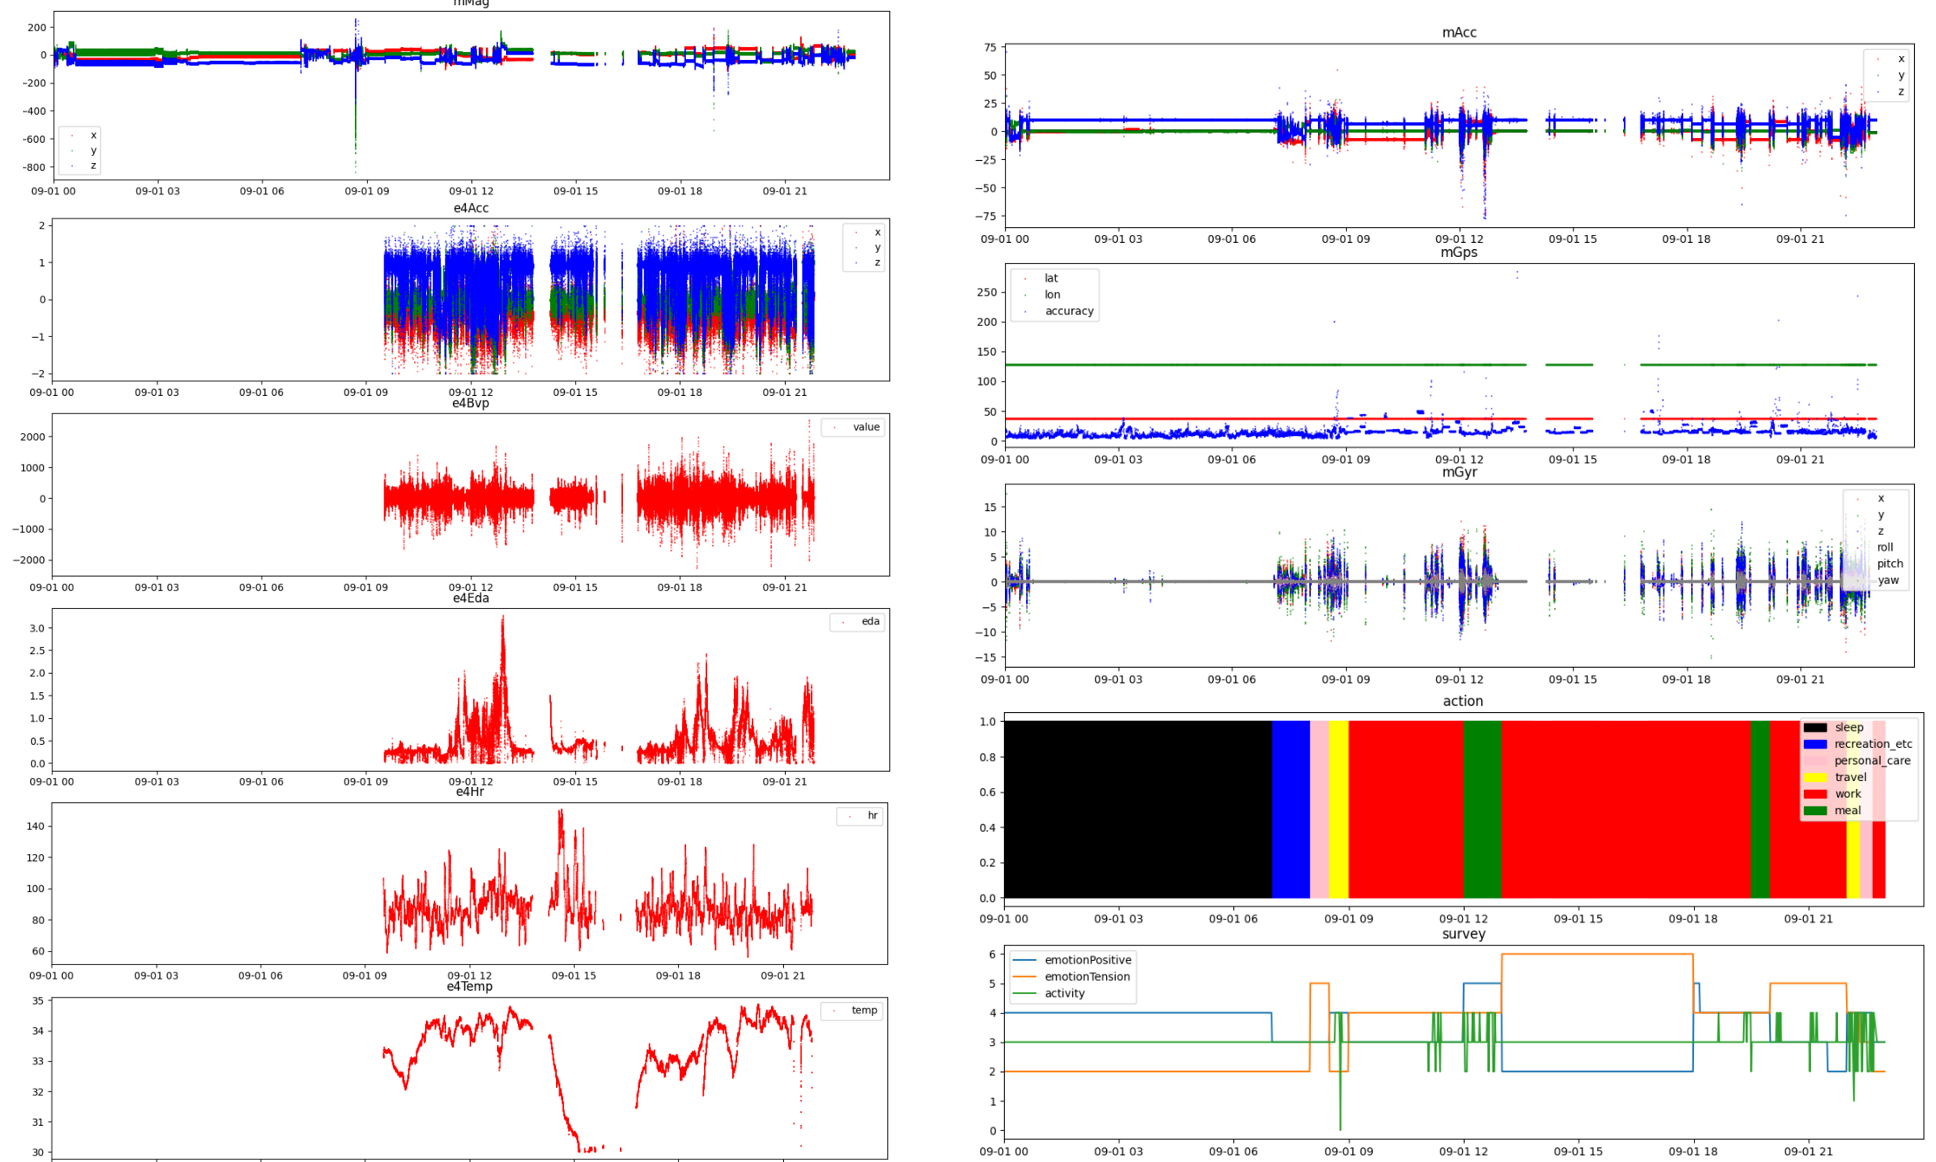 mMag
200
0
−200
−400
−600
−800
x
y
z
09-01 00 09-01 03 09-01 06 09-01 09 09-01 12 09-01 15 09-01 18 09-01 21
e4Acc
2
1
0
−1
−2
x
y
z
09-01 00 09-01 03 09-01 06 09-01 09 09-01 12 09-01 15 09-01 18 09-01 21
e4Bvp
2000
1000
0
−1000
−2000
value
09-01 00 09-01 03 09-01 06 09-01 09 09-01 12 09-01 15 09-01 18 09-01 21
e4Eda
3.0
2.5
2.0
1.5
1.0
0.5
0.0
eda
09-01 00 09-01 03 09-01 06 09-01 09 09-01 12 09-01 15 09-01 18 09-01 21
e4Hr
140
120
100
80
60
hr
09-01 00 09-01 03 09-01 06 09-01 09 09-01 12 09-01 15 09-01 18 09-01 21
e4Temp
35
34
33
32
31
30
temp
mAcc
75
50
25
0
−25
−50
−75
x
y
z
09-01 00 09-01 03 09-01 06 09-01 09 09-01 12 09-01 15 09-01 18 09-01 21
mGps
250
200
150
100
50
0
lat
lon
accuracy
09-01 00 09-01 03 09-01 06 09-01 09 09-01 12 09-01 15 09-01 18 09-01 21
mGyr
15
10
5
0
−5
−10
−15
x
y
z
roll
pitch
yaw
09-01 00 09-01 03 09-01 06 09-01 09 09-01 12 09-01 15 09-01 18 09-01 21
action
1.0
0.8
0.6
0.4
0.2
0.0
sleep
recreation_etc
personal_care
travel
work
meal
09-01 00 09-01 03 09-01 06 09-01 09 09-01 12 09-01 15 09-01 18 09-01 21
survey
6
5
4
3
2
1
0
emotionPositive
emotionTension
activity
09-01 00 09-01 03 09-01 06 09-01 09 09-01 12 09-01 15 09-01 18 09-01 21